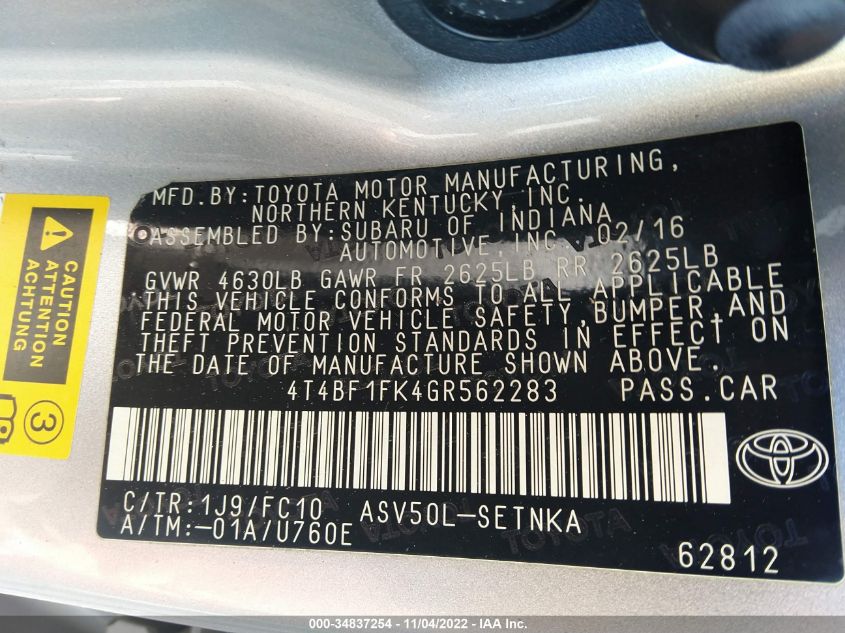 MFD.BY:TOYOTA MOTOR MANUFACTURING,
NORTHERN KENTUCKY, INC.
ASSEMBLED BY:SUBARU OF INDIANA
AUTOMOTIVE,INC. 02/16
GVWR 4630LB GAWR FR 2625LB RR 2625LB
THIS VEHICLE CONFORMS TO ALL APPLICABLE
FEDERAL MOTOR VEHICLE SAFETY,BUMPER,AND
THEFT PREVENTION STANDARDS IN EFFECT ON
THE DATE OF MANUFACTURE SHOWN ABOVE.
4T4BF1FK4GR562283 PASS.CAR
C/TR:1J9/FC10 ASV50L-SETNKA
A/TM:-01A/U760E
62812
CAUTION
ATTENTION
ACHTUNG
3
000-34837254 - 11/04/2022 - IAA Inc.